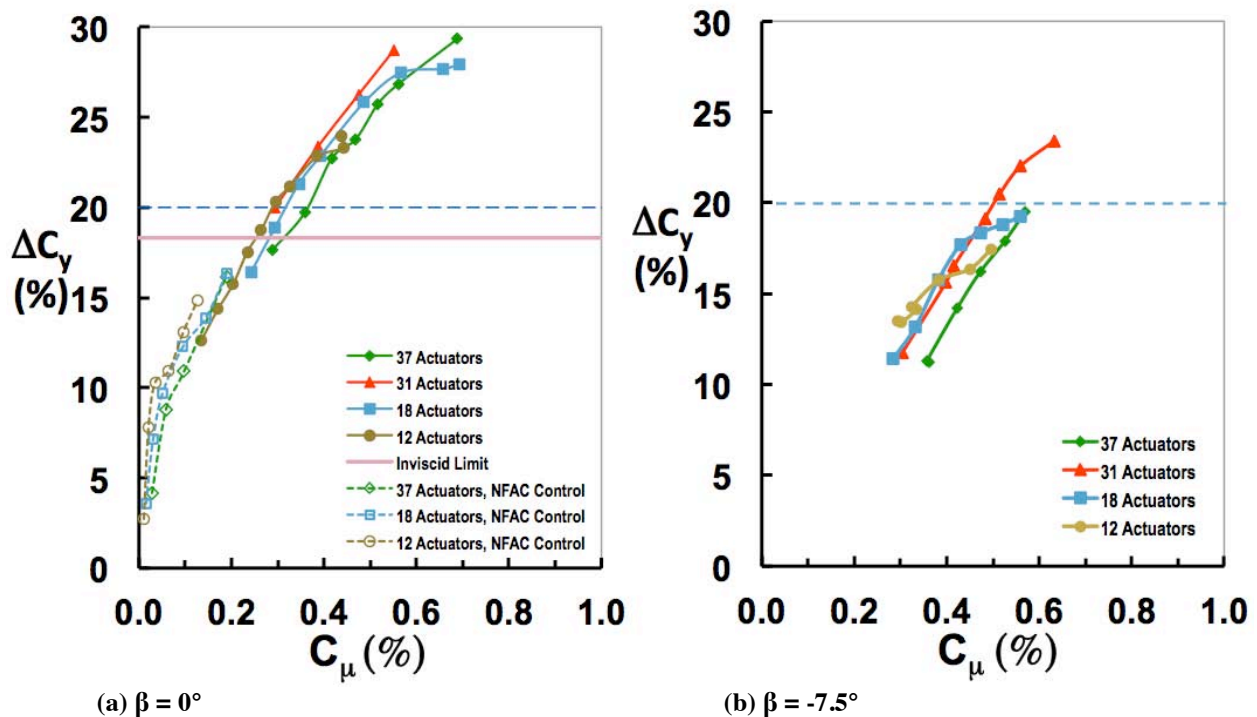 30
25
20
ΔCy
(%)
15
10
5
0
0.0 0.2 0.4 0.6 0.8 1.0
Cμ (%)
37 Actuators
31 Actuators
18 Actuators
12 Actuators
Inviscid Limit
37 Actuators, NFAC Control
18 Actuators, NFAC Control
12 Actuators, NFAC Control
(a) β = 0°
30
25
20
ΔCy
(%)
15
10
5
0
0.0 0.2 0.4 0.6 0.8 1.0
Cμ (%)
37 Actuators
31 Actuators
18 Actuators
12 Actuators
(b) β = -7.5°